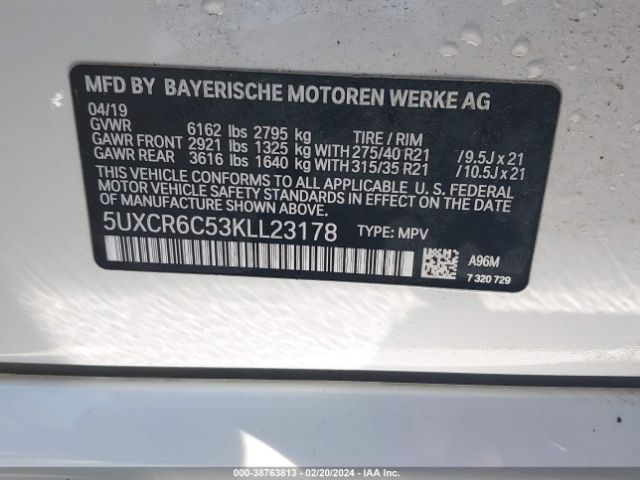 MFD BY BAYERISCHE MOTOREN WERKE AG
04/19
GVWR 6162 lbs 2795 kg TIRE / RIM
GAWR FRONT 2921 lbs 1325 kg WITH 275/40 R21 /9.5J x 21
GAWR REAR 3616 lbs 1640 kg WITH 315/35 R21 /10.5J x 21
THIS VEHICLE CONFORMS TO ALL APPLICABLE U. S. FEDERAL
MOTOR VEHICLE SAFETY STANDARDS IN EFFECT ON THE
DATE OF MANUFACTURE SHOWN ABOVE.
5UXCR6C53KLL23178 TYPE: MPV
A96M
7 320 729
000-38763813 - 02/20/2024 - IAA Inc.